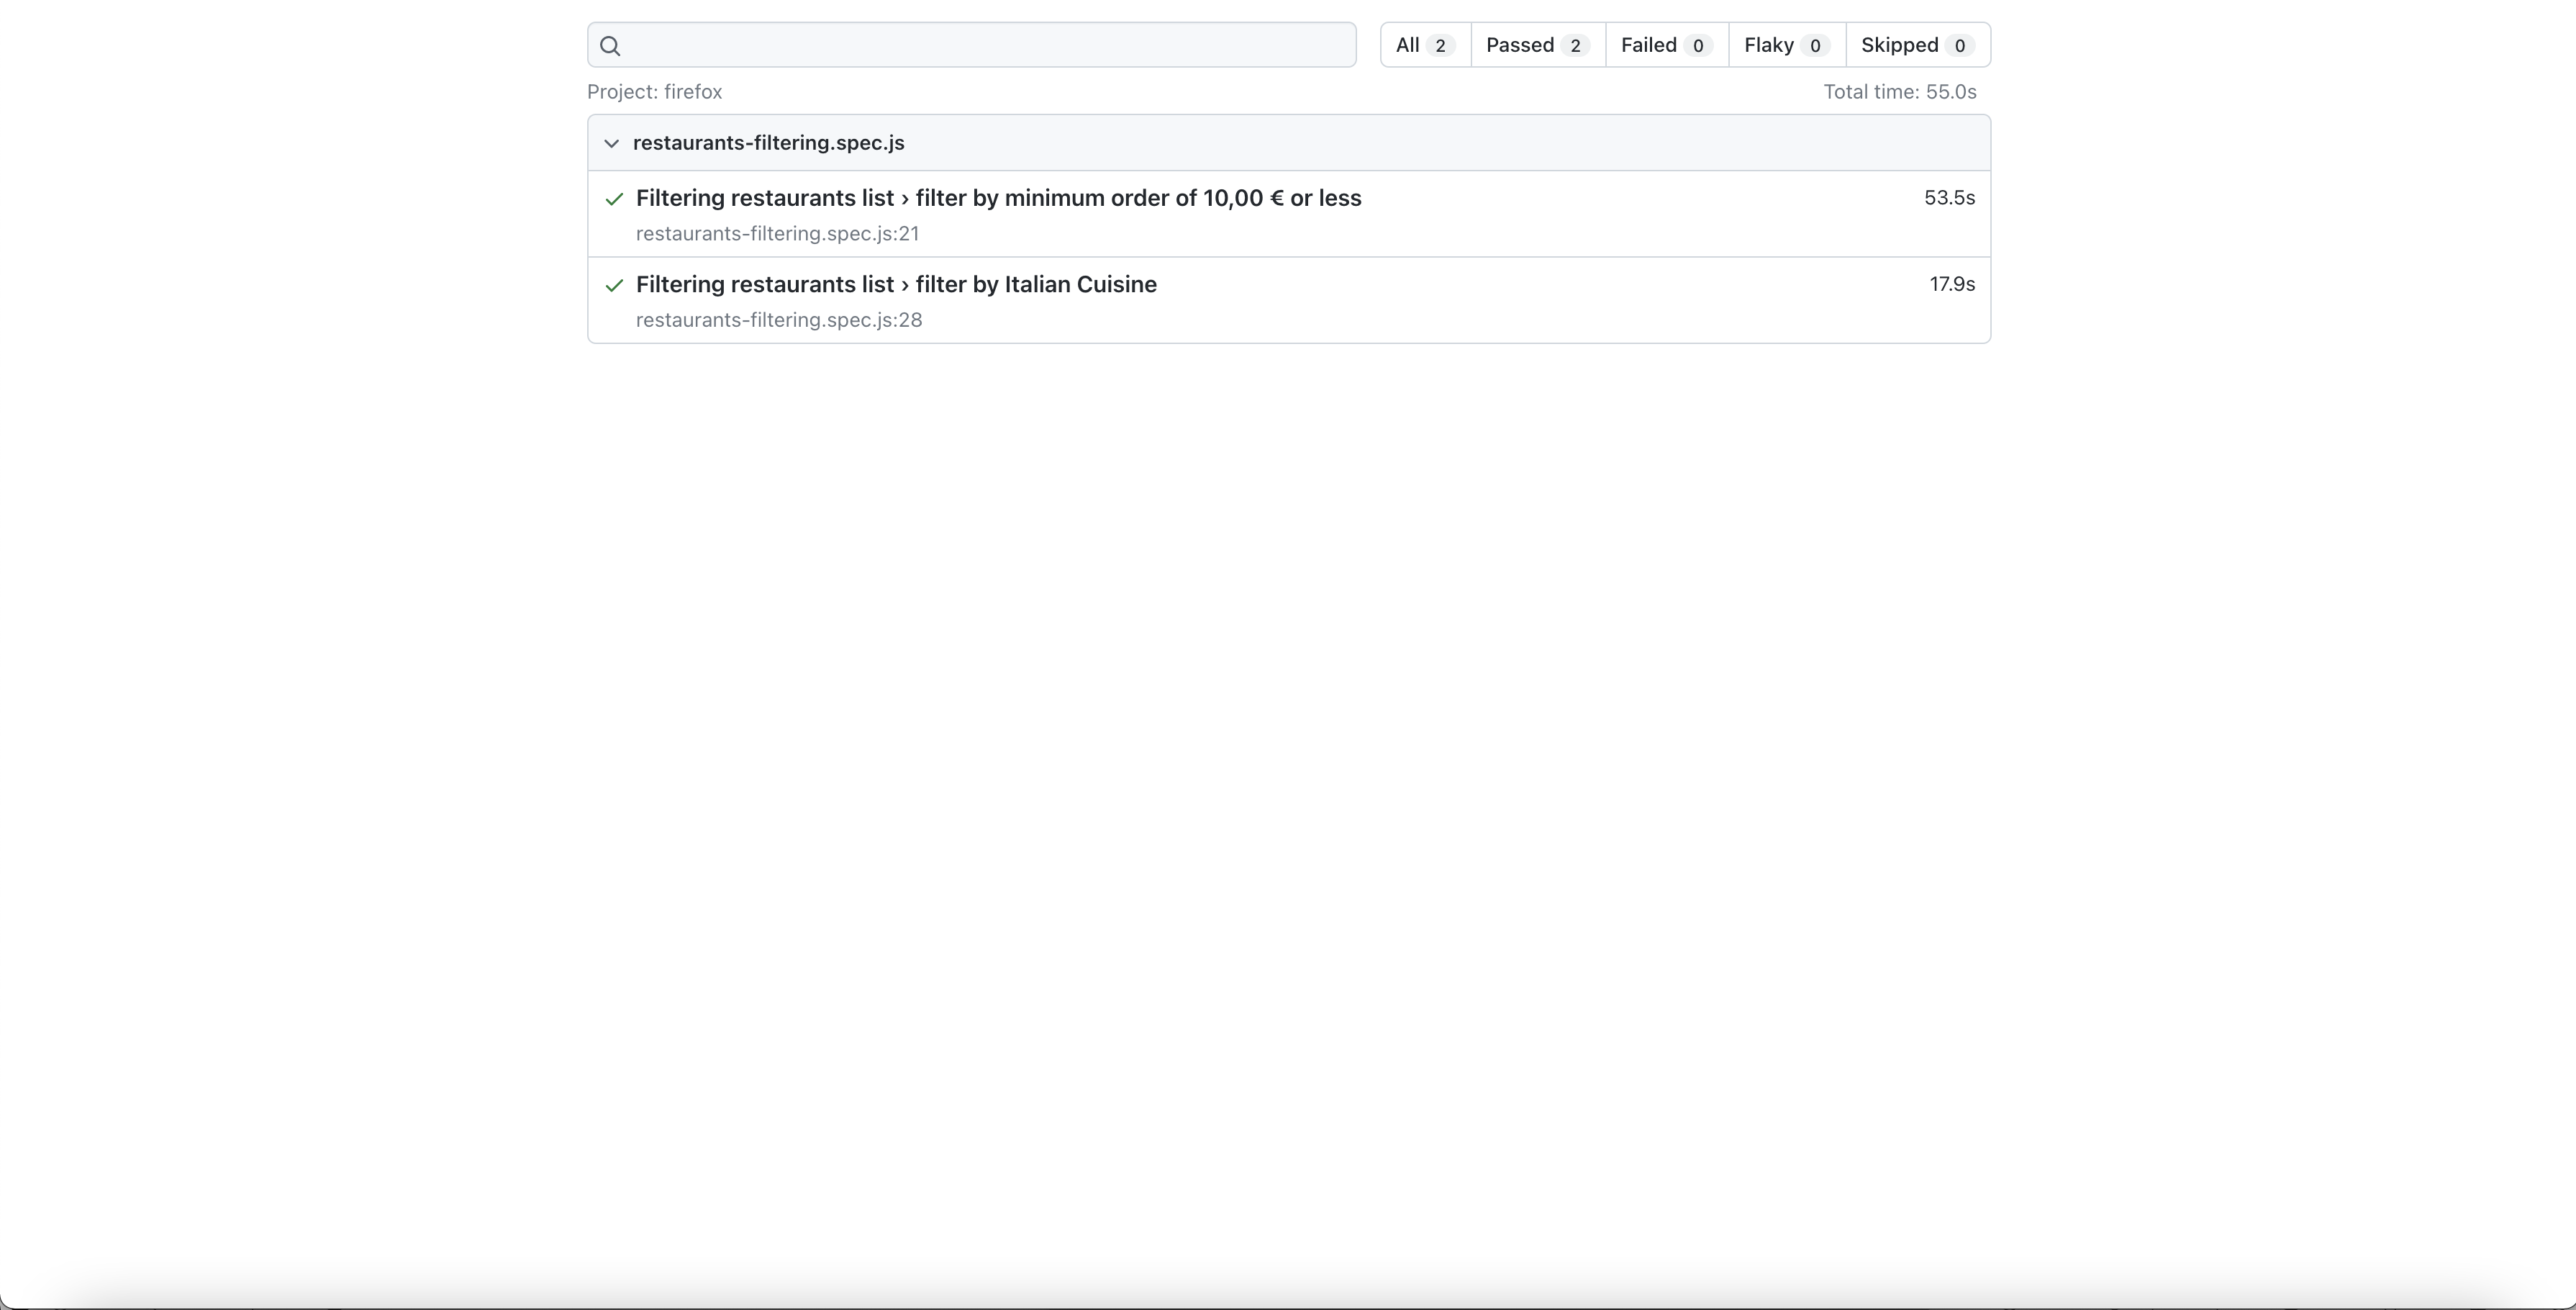 All 2 Passed 2 Failed 0 Flaky 0 Skipped 0
Project: firefox Total time: 55.0s
restaurants-filtering.spec.js
Filtering restaurants list › filter by minimum order of 10,00 € or less 53.5s
restaurants-filtering.spec.js:21
Filtering restaurants list › filter by Italian Cuisine 17.9s
restaurants-filtering.spec.js:28